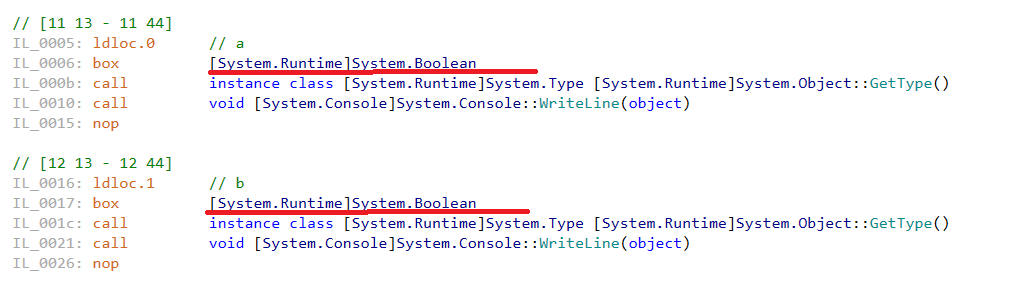 // [11 13 - 11 44]
IL_0005: ldloc.0 // a
IL_0006: box [System.Runtime]System.Boolean
IL_000b: call instance class [System.Runtime]System.Type [System.Runtime]System.Object::GetType()
IL_0010: call void [System.Console]System.Console::WriteLine(object)
IL_0015: nop
// [12 13 - 12 44]
IL_0016: ldloc.1 // b
IL_0017: box [System.Runtime]System.Boolean
IL_001c: call instance class [System.Runtime]System.Type [System.Runtime]System.Object::GetType()
IL_0021: call void [System.Console]System.Console::WriteLine(object)
IL_0026: nop